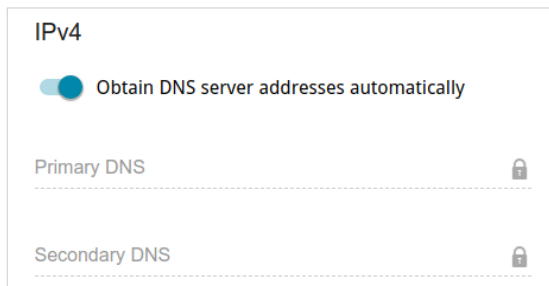 IPv4
Obtain DNS server addresses automatically
Primary DNS
Secondary DNS